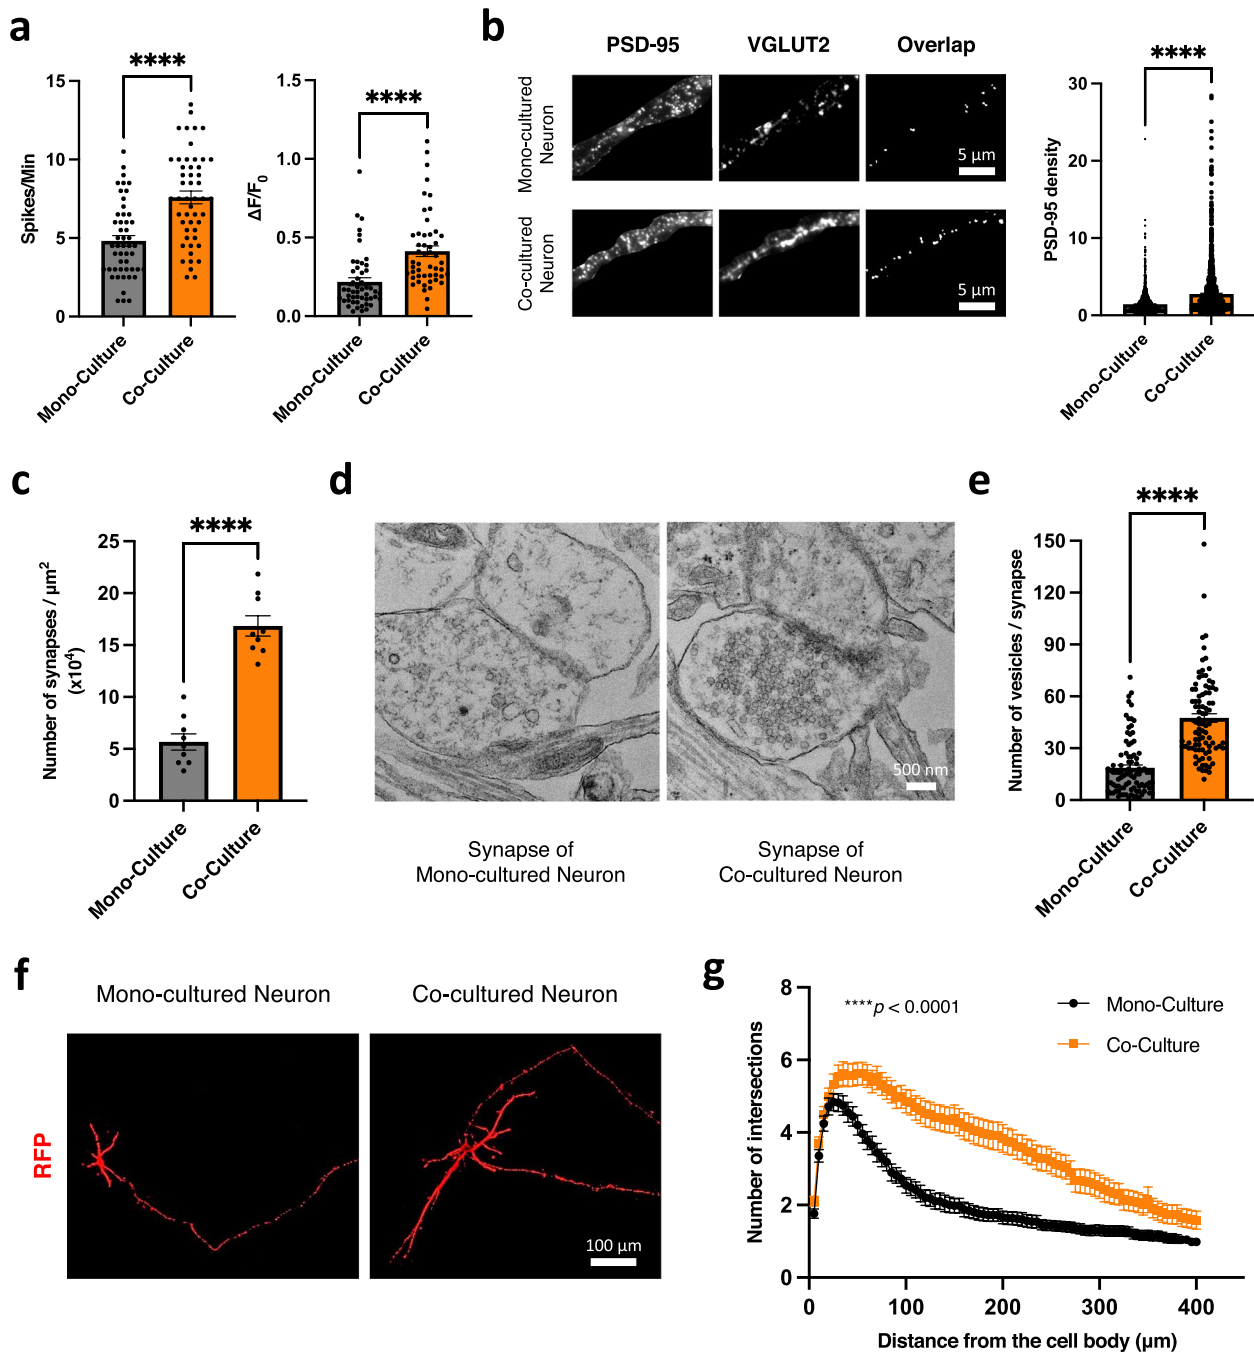 a
****
Spikes/Min
15
10
5
0
Mono-Culture
Co-Culture
****
ΔF/F0
1.5
1.0
0.5
0.0
Mono-Culture
Co-Culture
b
PSD-95
VGLUT2
Overlap
Mono-cultured
Neuron
5 µm
Co-cultured
Neuron
5 µm
****
PSD-95 density
30
20
10
0
Mono-Culture
Co-Culture
c
****
Number of synapses / µm²
(x10⁴)
25
20
15
10
5
0
Mono-Culture
Co-Culture
d
500 nm
Synapse of
Mono-cultured Neuron
Synapse of
Co-cultured Neuron
e
****
Number of vesicles / synapse
150
120
90
60
30
0
Mono-Culture
Co-Culture
f
Mono-cultured Neuron
Co-cultured Neuron
RFP
100 µm
g
****p < 0.0001
Mono-Culture
Co-Culture
Number of intersections
8
6
4
2
0
0 100 200 300 400
Distance from the cell body (µm)